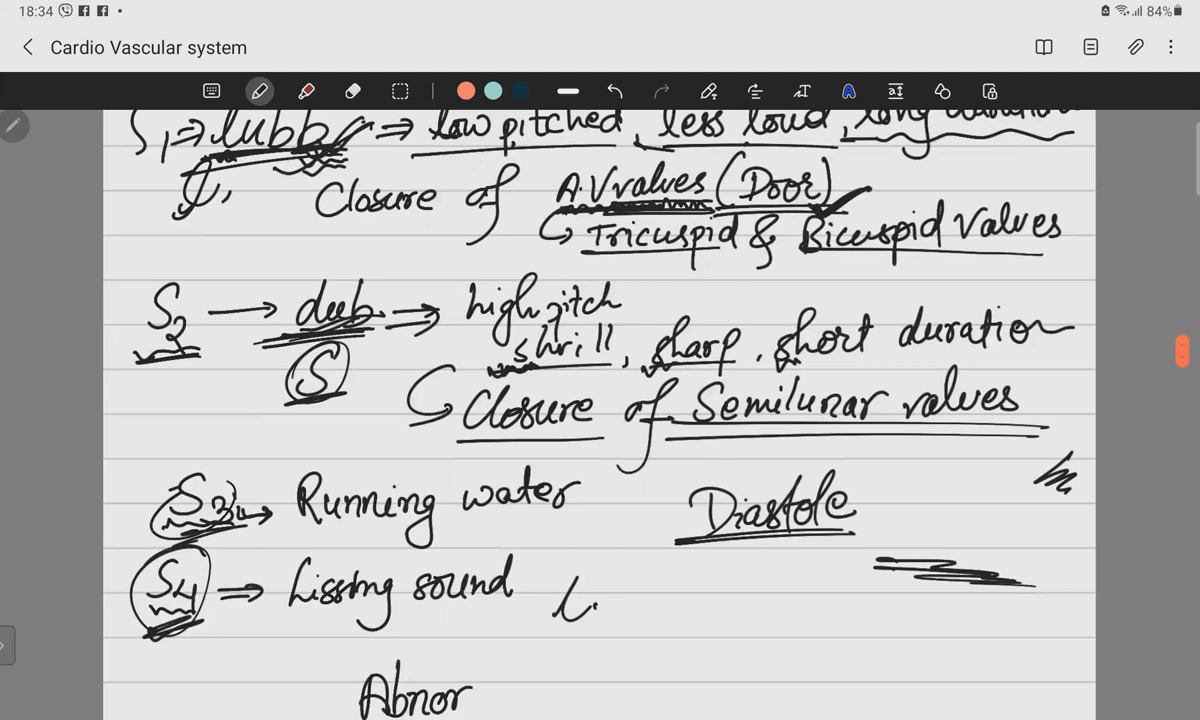 18:34 84%
Cardio Vascular system
S1 ⇒ lubb ⇒ low pitched, less loud, long duration
Closure of A.V valves (Door)
↳ Tricuspid & Bicuspid Valves
S2 → dub. ⇒ high pitch
shrill, sharp, short duration
S
↳ Closure of Semilunar valves
S3 → Running water Diastole
S4 ⇒ Hissing sound
Abnor